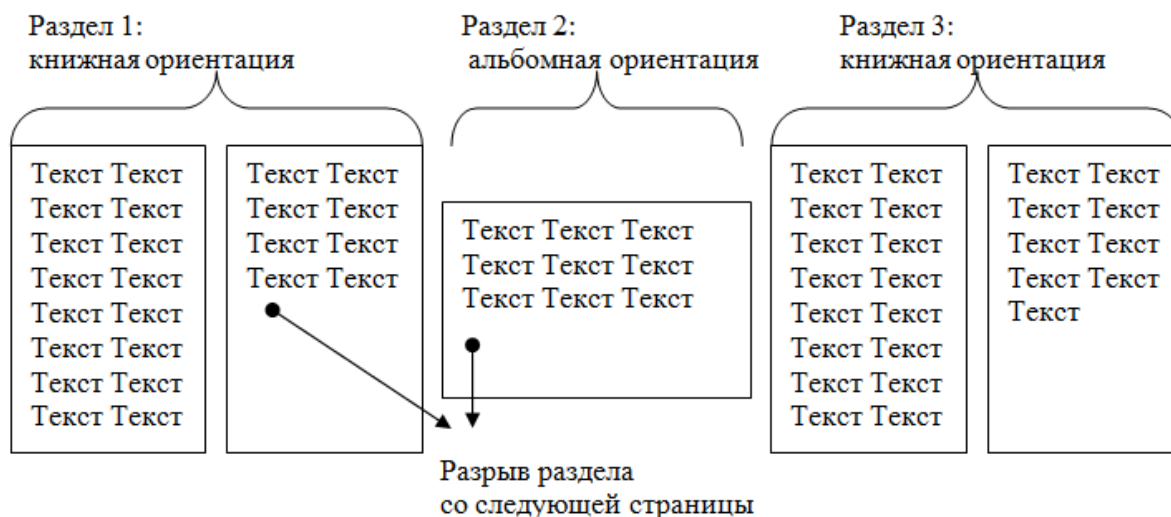 Раздел 1:
книжная ориентация
Раздел 2:
альбомная ориентация
Раздел 3:
книжная ориентация
Текст Текст
Текст Текст
Текст Текст
Текст Текст
Текст Текст
Текст Текст
Текст Текст
Текст Текст
Текст Текст
Текст Текст
Текст Текст
Текст Текст
Текст Текст Текст
Текст Текст Текст
Текст Текст Текст
Текст Текст
Текст Текст
Текст Текст
Текст Текст
Текст Текст
Текст Текст
Текст Текст
Текст Текст
Текст Текст
Текст Текст
Текст Текст
Текст Текст
Текст
Разрыв раздела
со следующей страницы